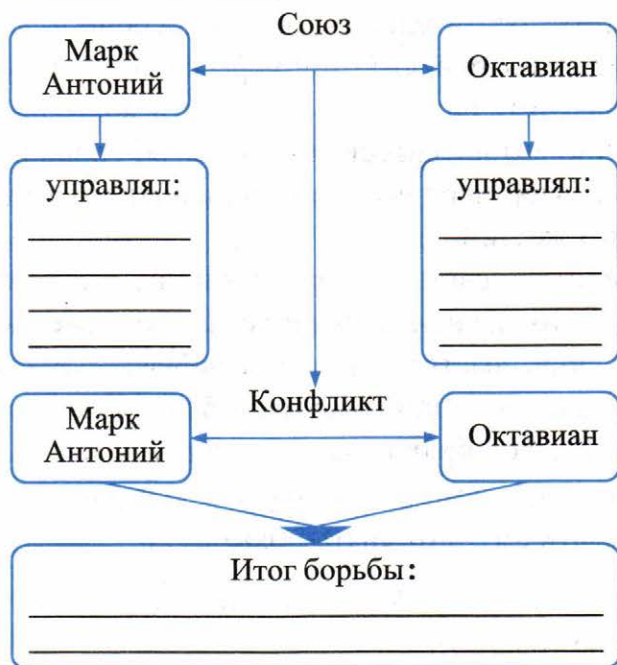 Союз
Марк
Антоний
Октавиан
управлял:
управлял:
Конфликт
Марк
Антоний
Октавиан
Итог борьбы: